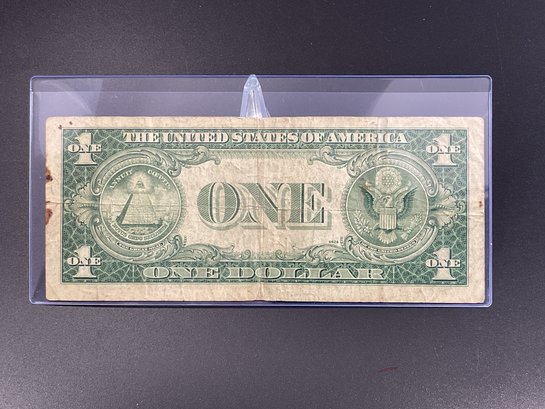 THE UNITED STATES OF AMERICA
1 ONE
ONE 1
ANNUIT COEPTIS
ONE
1 ONE
ONE 1
ONE DOLLAR